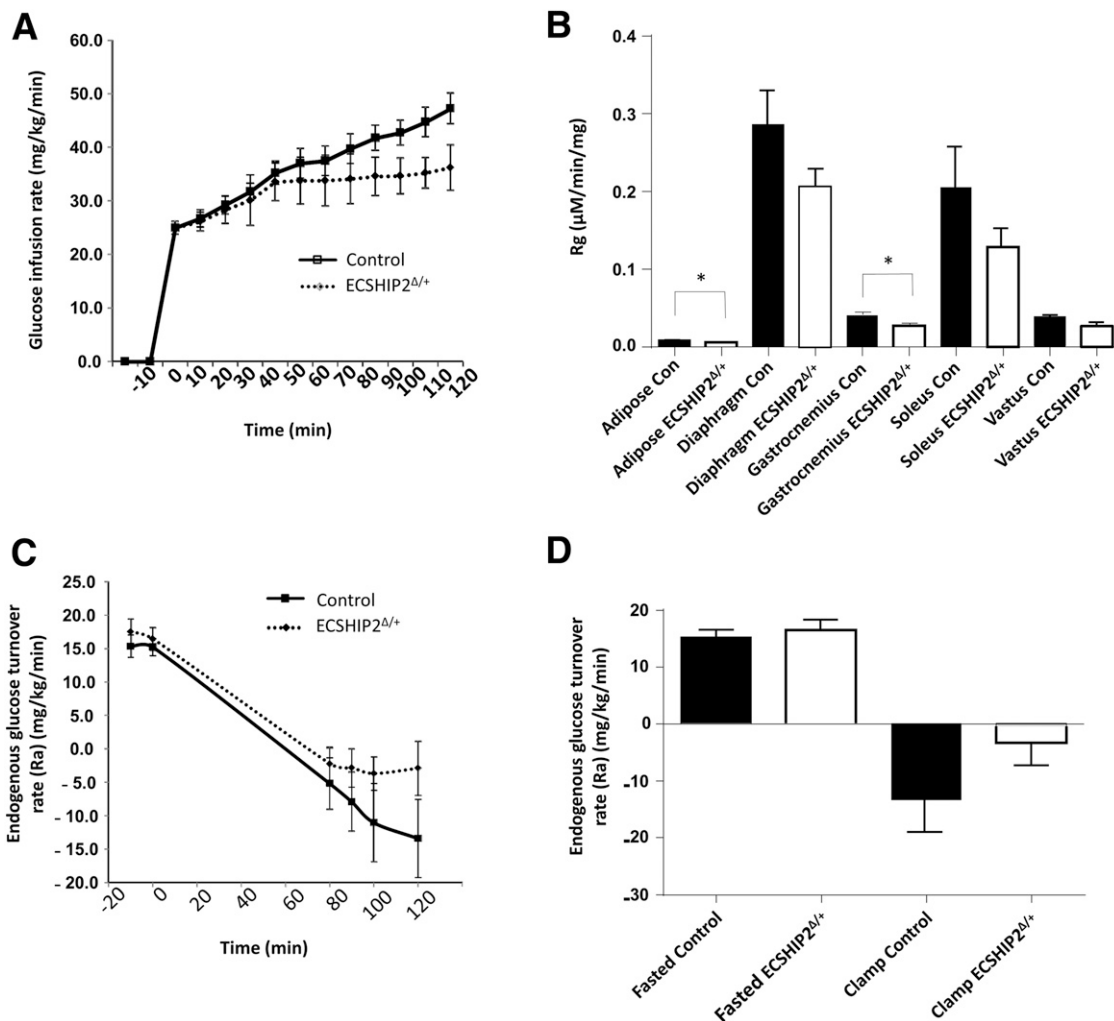 A
Glucose infusion rate (mg/kg/min)
60.0
50.0
40.0
30.0
20.0
10.0
0.0
Control
ECSHIP2Δ/+
-10
0
10
20
30
40
50
60
70
80
90
100
110
120
Time (min)
B
Rg (μM/min/mg)
0.4
0.3
0.2
0.1
0.0
*
*
Adipose Con
Adipose ECSHIP2Δ/+
Diaphragm Con
Diaphragm ECSHIP2Δ/+
Gastrocnemius Con
Gastrocnemius ECSHIP2Δ/+
Soleus Con
Soleus ECSHIP2Δ/+
Vastus Con
Vastus ECSHIP2Δ/+
C
Endogenous glucose turnover
rate (Ra) (mg/kg/min)
25.0
20.0
15.0
10.0
5.0
0.0
- 5.0
- 10.0
- 15.0
- 20.0
Control
ECSHIP2Δ/+
-20
0
20
40
60
80
100
120
Time (min)
D
Endogenous glucose turnover
rate (Ra) (mg/kg/min)
20
10
0
-10
-20
-30
Fasted Control
Fasted ECSHIP2Δ/+
Clamp Control
Clamp ECSHIP2Δ/+